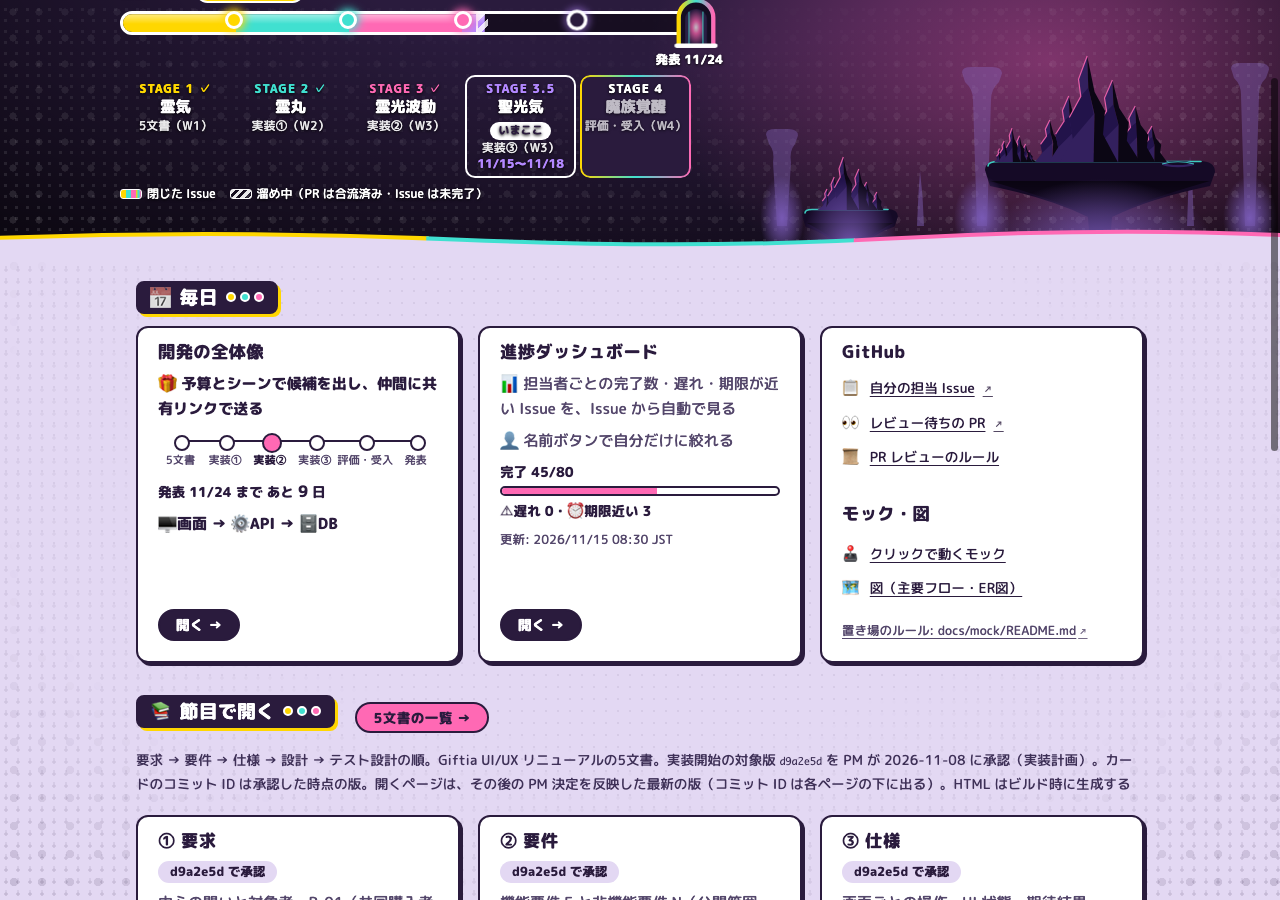 発表 11/24
STAGE 1 ✓
霊気
5文書（W1）
STAGE 2 ✓
霊丸
実装①（W2）
STAGE 3 ✓
霊光波動
実装②（W3）
STAGE 3.5
聖光気
いまここ
実装③（W3）
11/15〜11/18
STAGE 4
魔族覚醒
評価・受入（W4）
閉じた Issue
溜め中（PR は合流済み・Issue は未完了）
📅 毎日
開発の全体像
🎁 予算とシーンで候補を出し、仲間に共
有リンクで送る
5文書 実装① 実装② 実装③ 評価・受入 発表
発表 11/24 まで あと 9 日
🖥️画面 → ⚙️API → 🗄️DB
開く →
進捗ダッシュボード
📊 担当者ごとの完了数・遅れ・期限が近
い Issue を、Issue から自動で見る
👤 名前ボタンで自分だけに絞れる
完了 45/80
⚠遅れ 0・⏰期限近い 3
更新: 2026/11/15 08:30 JST
開く →
GitHub
📋 自分の担当 Issue ↗
👀 レビュー待ちの PR ↗
📜 PR レビューのルール
モック・図
🕹️ クリックで動くモック
🗺️ 図（主要フロー・ER図）
置き場のルール: docs/mock/README.md ↗
📚 節目で開く
5文書の一覧 →
要求 → 要件 → 仕様 → 設計 → テスト設計の順。Giftia UI/UX リニューアルの5文書。実装開始の対象版 d9a2e5d を PM が 2026-11-08 に承認（実装計画）。カー
ドのコミット ID は承認した時点の版。開くページは、その後の PM 決定を反映した最新の版（コミット ID は各ページの下に出る）。HTML はビルド時に生成する
① 要求
d9a2e5d で承認
② 要件
d9a2e5d で承認
③ 仕様
d9a2e5d で承認